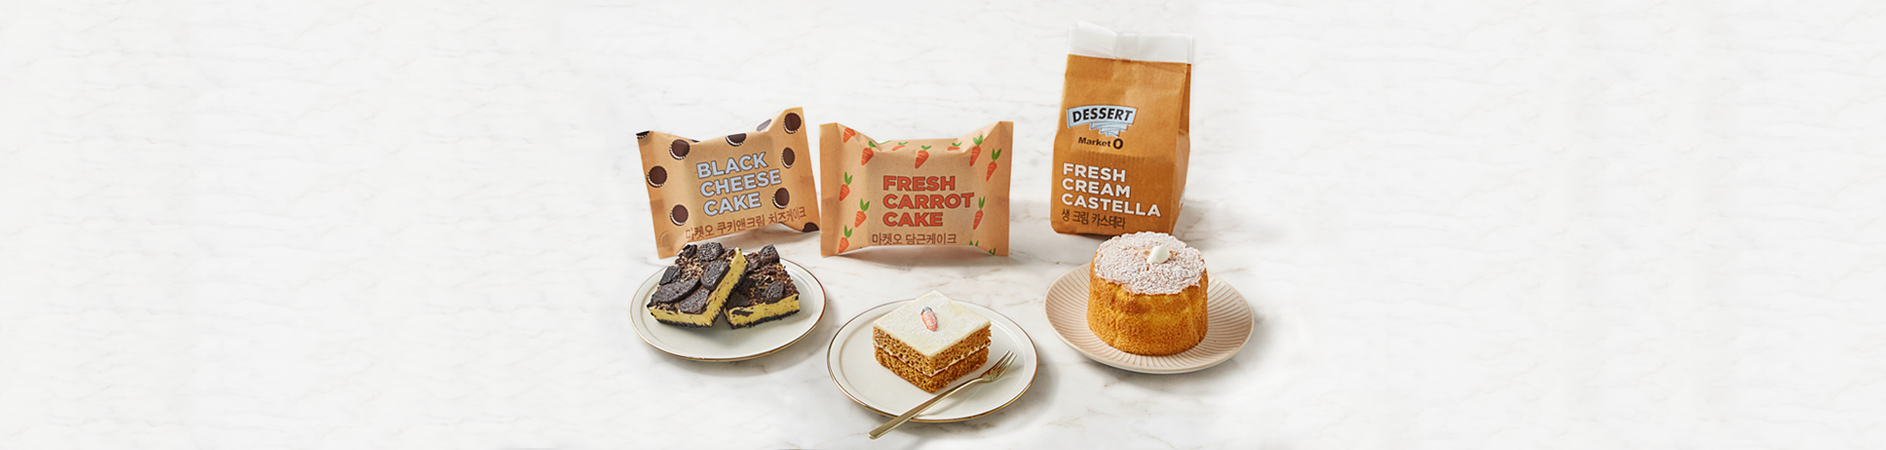 BLACK
CHEESE
CAKE
마켓오 쿠키앤크림 치즈케이크
FRESH
CARROT
CAKE
마켓오 당근케이크
DESSERT
Market O
FRESH
CREAM
CASTELLA
생 크림 카스테라